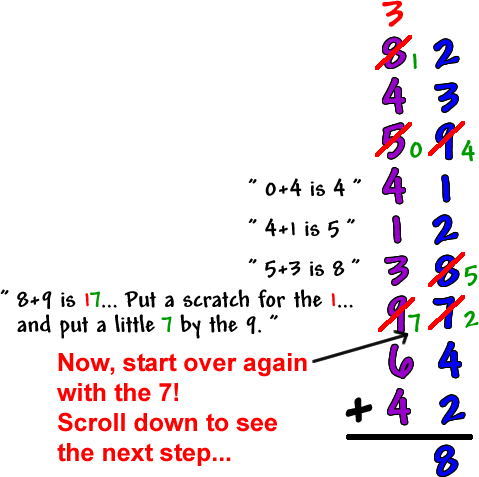 3
8 1 2
4 3
5 0 9 4
" 0+4 is 4 " 4 1
" 4+1 is 5 " 1 2
" 5+3 is 8 " 3 8 5
" 8+9 is 17... Put a scratch for the 1...
and put a little 7 by the 9. " 9 7 7 2
Now, start over again 6 4
with the 7!
Scroll down to see + 4 2
the next step...
8